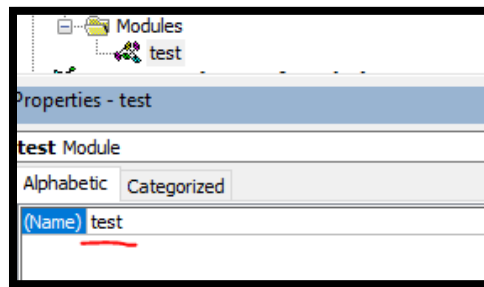 Modules
test
Properties - test
test Module
Alphabetic Categorized
(Name) test